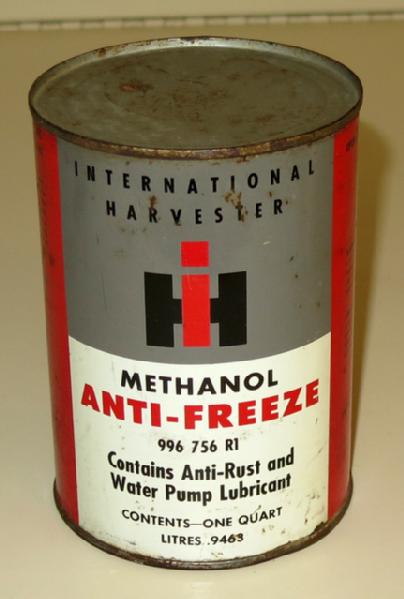 INTERNATIONAL
HARVESTER
IH
METHANOL
ANTI-FREEZE
996 756 R1
Contains Anti-Rust and
Water Pump Lubricant
CONTENTS—ONE QUART
LITRES .9463